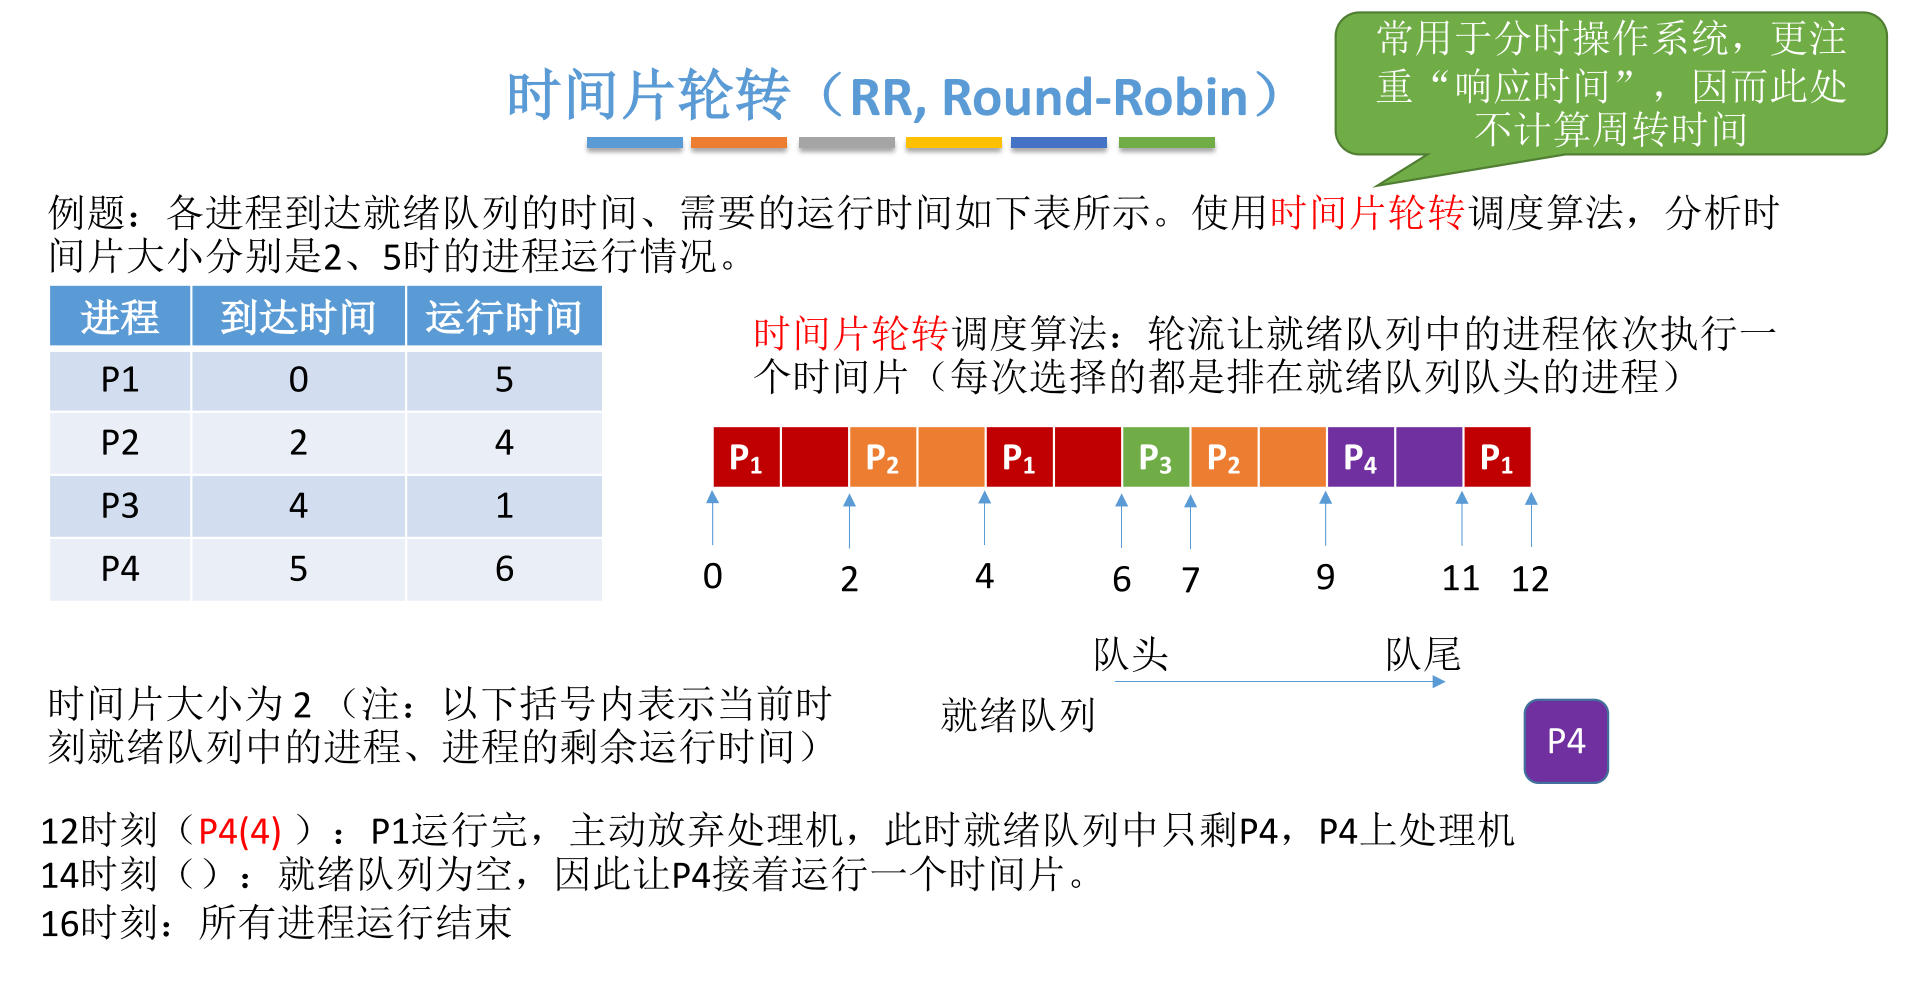 常用于分时操作系统，更注
重“响应时间”，因而此处
不计算周转时间
时间片轮转（RR, Round-Robin）
例题：各进程到达就绪队列的时间、需要的运行时间如下表所示。使用时间片轮转调度算法，分析时
间片大小分别是2、5时的进程运行情况。
进程 到达时间 运行时间
P1 0 5
P2 2 4
P3 4 1
P4 5 6
时间片轮转调度算法：轮流让就绪队列中的进程依次执行一
个时间片（每次选择的都是排在就绪队列队头的进程）
P1 P2 P1 P3 P2 P4 P1
0 2 4 6 7 9 11 12
队头 队尾
就绪队列
P4
时间片大小为 2 （注：以下括号内表示当前时
刻就绪队列中的进程、进程的剩余运行时间）
12时刻（P4(4) ）：P1运行完，主动放弃处理机，此时就绪队列中只剩P4，P4上处理机
14时刻（）：就绪队列为空，因此让P4接着运行一个时间片。
16时刻：所有进程运行结束